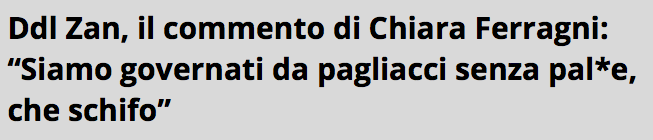 Ddl Zan, il commento di Chiara Ferragni:
“Siamo governati da pagliacci senza pal*e,
che schifo”